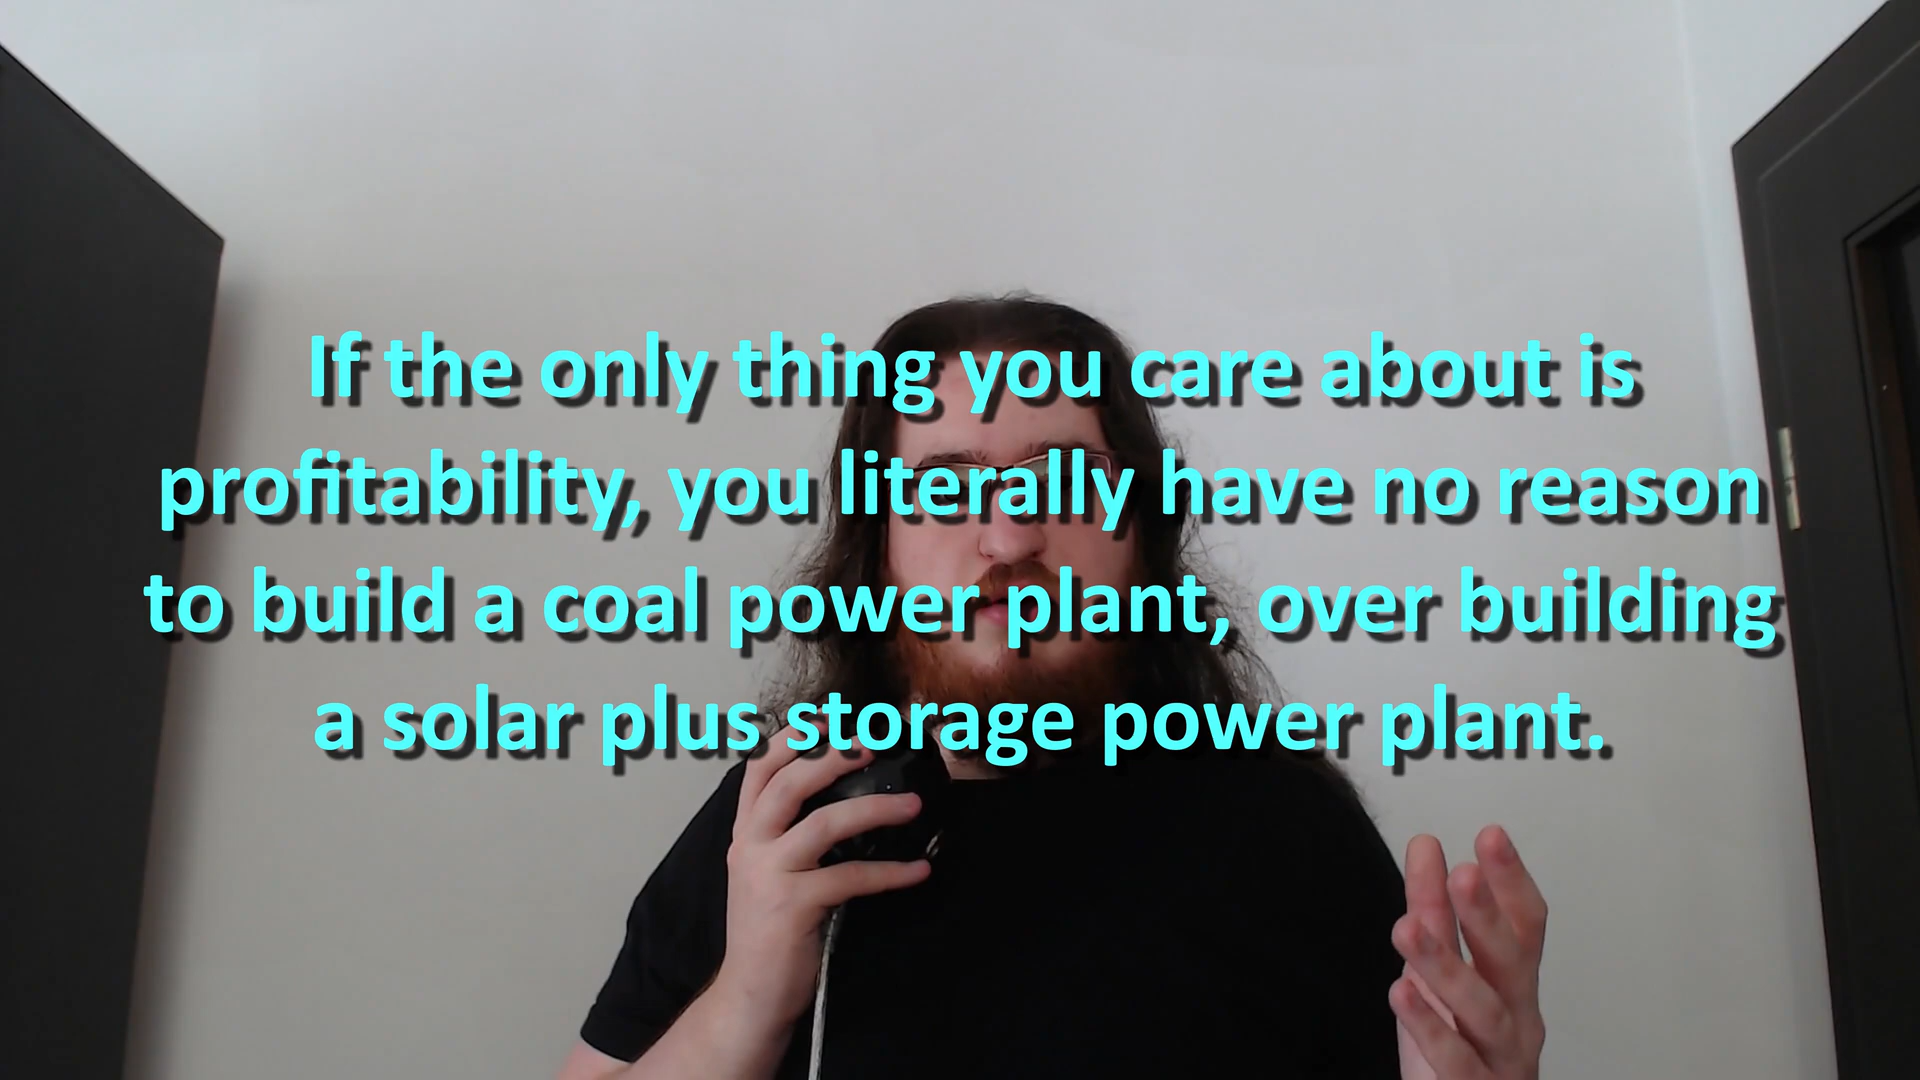 If the only thing you care about is
profitability, you literally have no reason
to build a coal power plant, over building
a solar plus storage power plant.